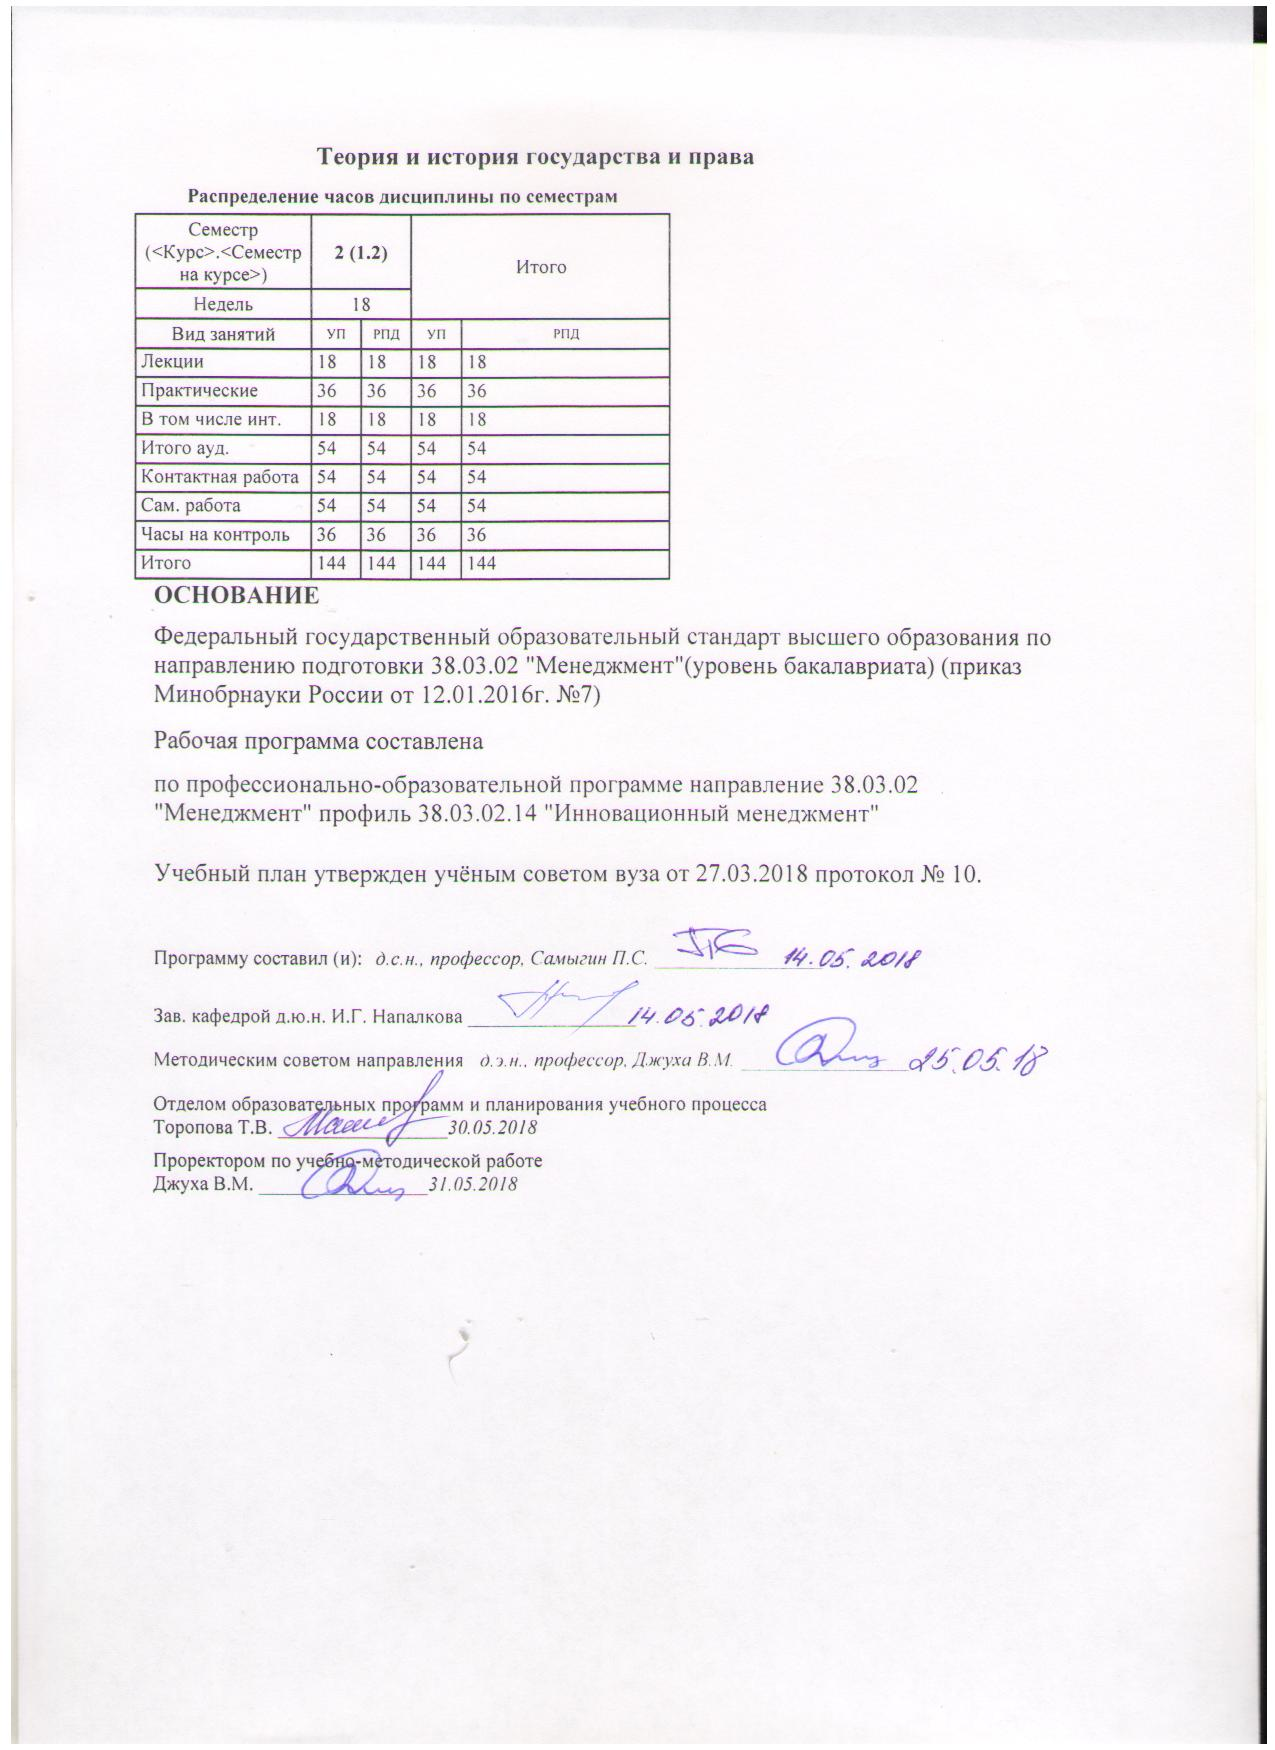 Теория и история государства и права
Распределение часов дисциплины по семестрам
Семестр
(<Курс>.<Семестр
на курсе>)
2 (1.2)
Итого
Недель 18
Вид занятий УП РПД УП РПД
Лекции 18 18 18 18
Практические 36 36 36 36
В том числе инт. 18 18 18 18
Итого ауд. 54 54 54 54
Контактная работа 54 54 54 54
Сам. работа 54 54 54 54
Часы на контроль 36 36 36 36
Итого 144 144 144 144
ОСНОВАНИЕ
Федеральный государственный образовательный стандарт высшего образования по
направлению подготовки 38.03.02 "Менеджмент"(уровень бакалавриата) (приказ
Минобрнауки России от 12.01.2016г. №7)
Рабочая программа составлена
по профессионально-образовательной программе направление 38.03.02
"Менеджмент" профиль 38.03.02.14 "Инновационный менеджмент"
Учебный план утвержден учёным советом вуза от 27.03.2018 протокол № 10.
Программу составил (и): д.с.н., профессор, Самыгин П.С. 14.05.2018
Зав. кафедрой д.ю.н. И.Г. Напалкова 14.05.2018
Методическим советом направления д.э.н., профессор, Джуха В.М. 25.05.18
Отделом образовательных программ и планирования учебного процесса
Торопова Т.В. 30.05.2018
Проректором по учебно-методической работе
Джуха В.М. 31.05.2018